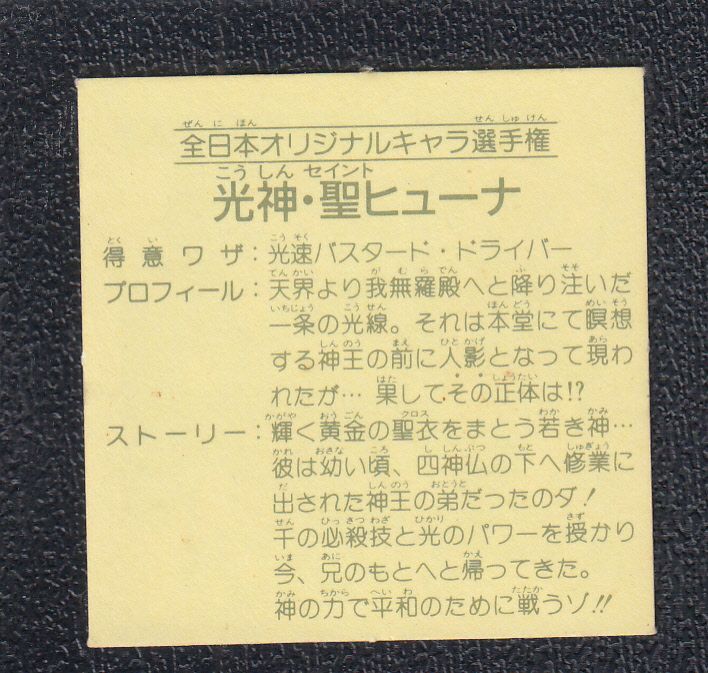 全日本オリジナルキャラ選手権
光神・聖ヒューナ
得意ワザ:光速バスタード・ドライバー
プロフィール:天界より我無羅殿へと降り注いだ
一条の光線。それは本堂にて瞑想
する神王の前に人影となって現わ
れたが… 果してその正体は!?
ストーリー:輝く黄金の聖衣をまとう若き神…
彼は幼い頃、四神仏の下へ修業に
出された神王の弟だったのダ!
千の必殺技と光のパワーを授かり
今、兄のもとへと帰ってきた。
神の力で平和のために戦うゾ!!